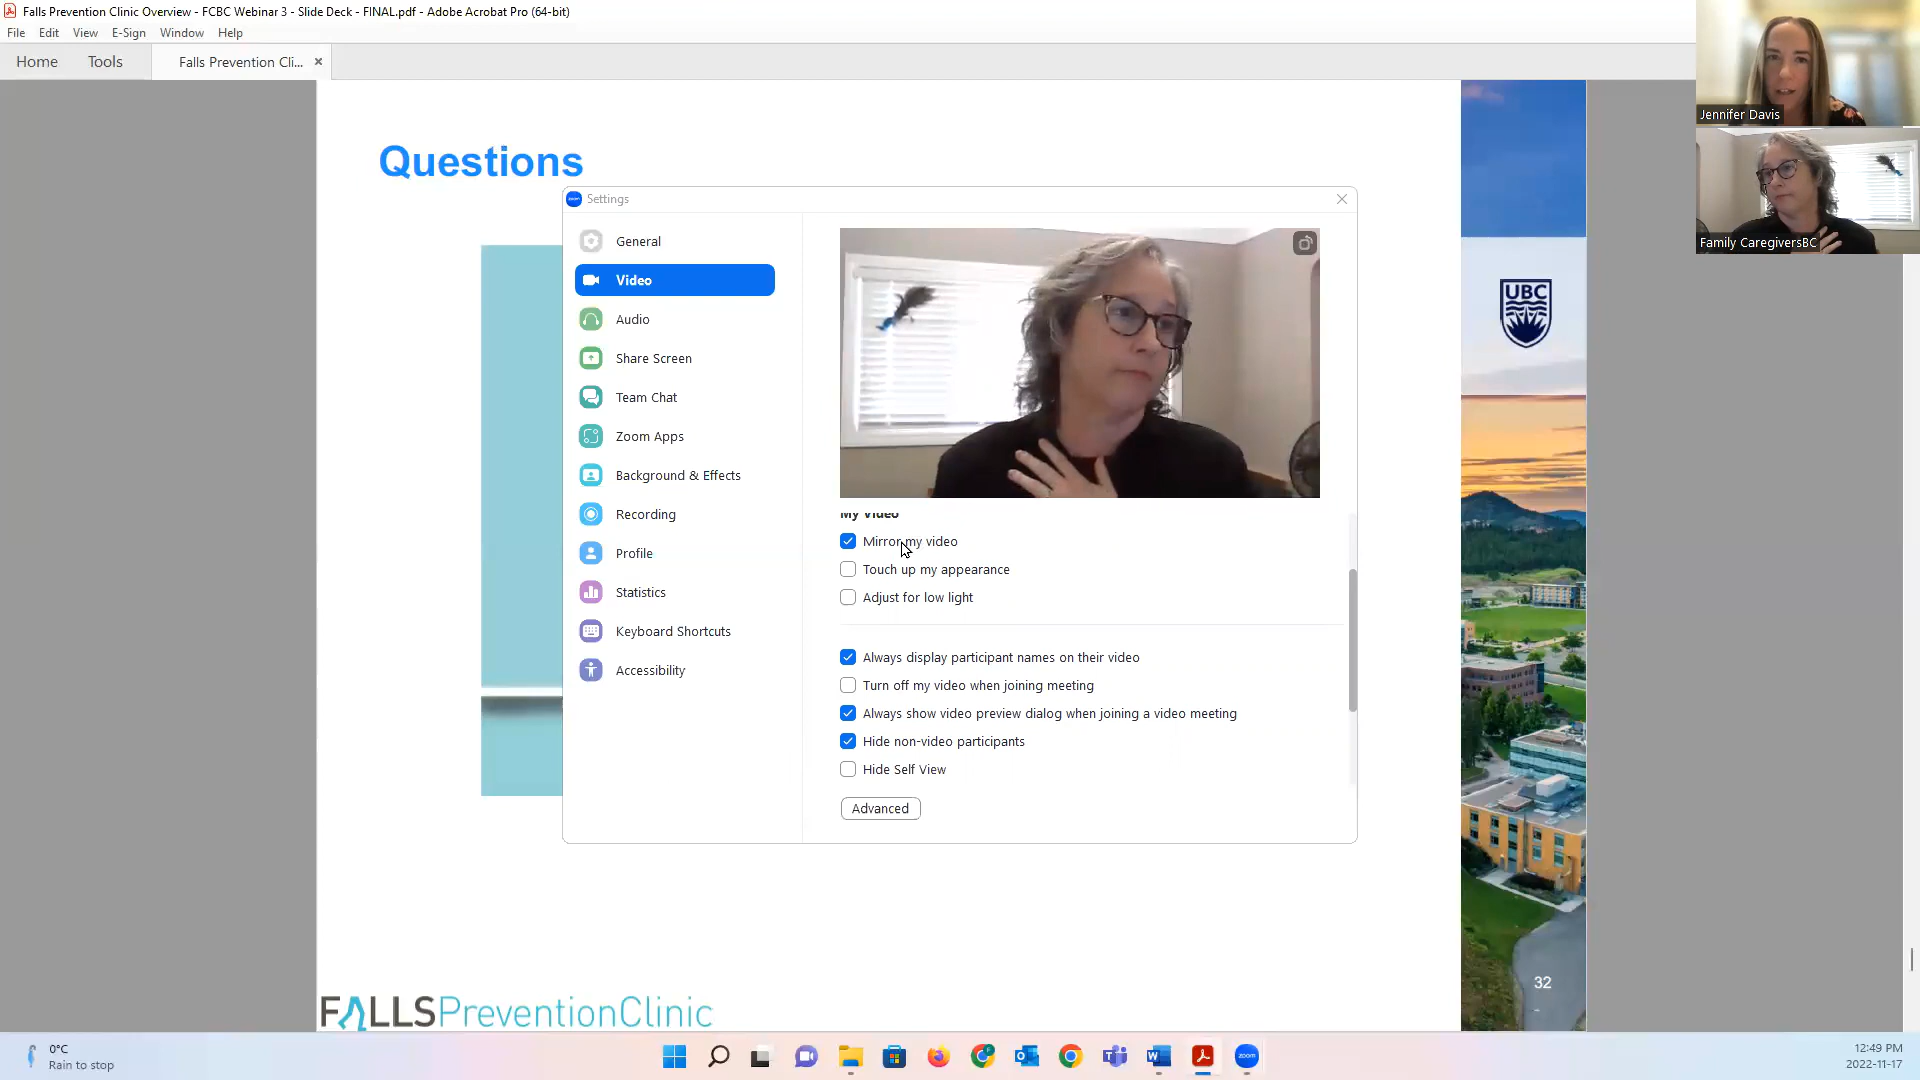 Falls Prevention Clinic Overview - FCBC Webinar 3 - Slide Deck - FINAL.pdf - Adobe Acrobat Pro (64-bit)
File Edit View E-Sign Window Help
Home Tools Falls Prevention Cli... ×
Jennifer Davis
Family CaregiversBC
Questions
zoom Settings
General
Video
Audio
Share Screen
Team Chat
Zoom Apps
Background & Effects
Recording
Profile
Statistics
Keyboard Shortcuts
Accessibility
My Video
Mirror my video
Touch up my appearance
Adjust for low light
Always display participant names on their video
Turn off my video when joining meeting
Always show video preview dialog when joining a video meeting
Hide non-video participants
Hide Self View
Advanced
UBC
32
FALLSPreventionClinic
0°C
Rain to stop
zoom
12:49 PM
2022-11-17